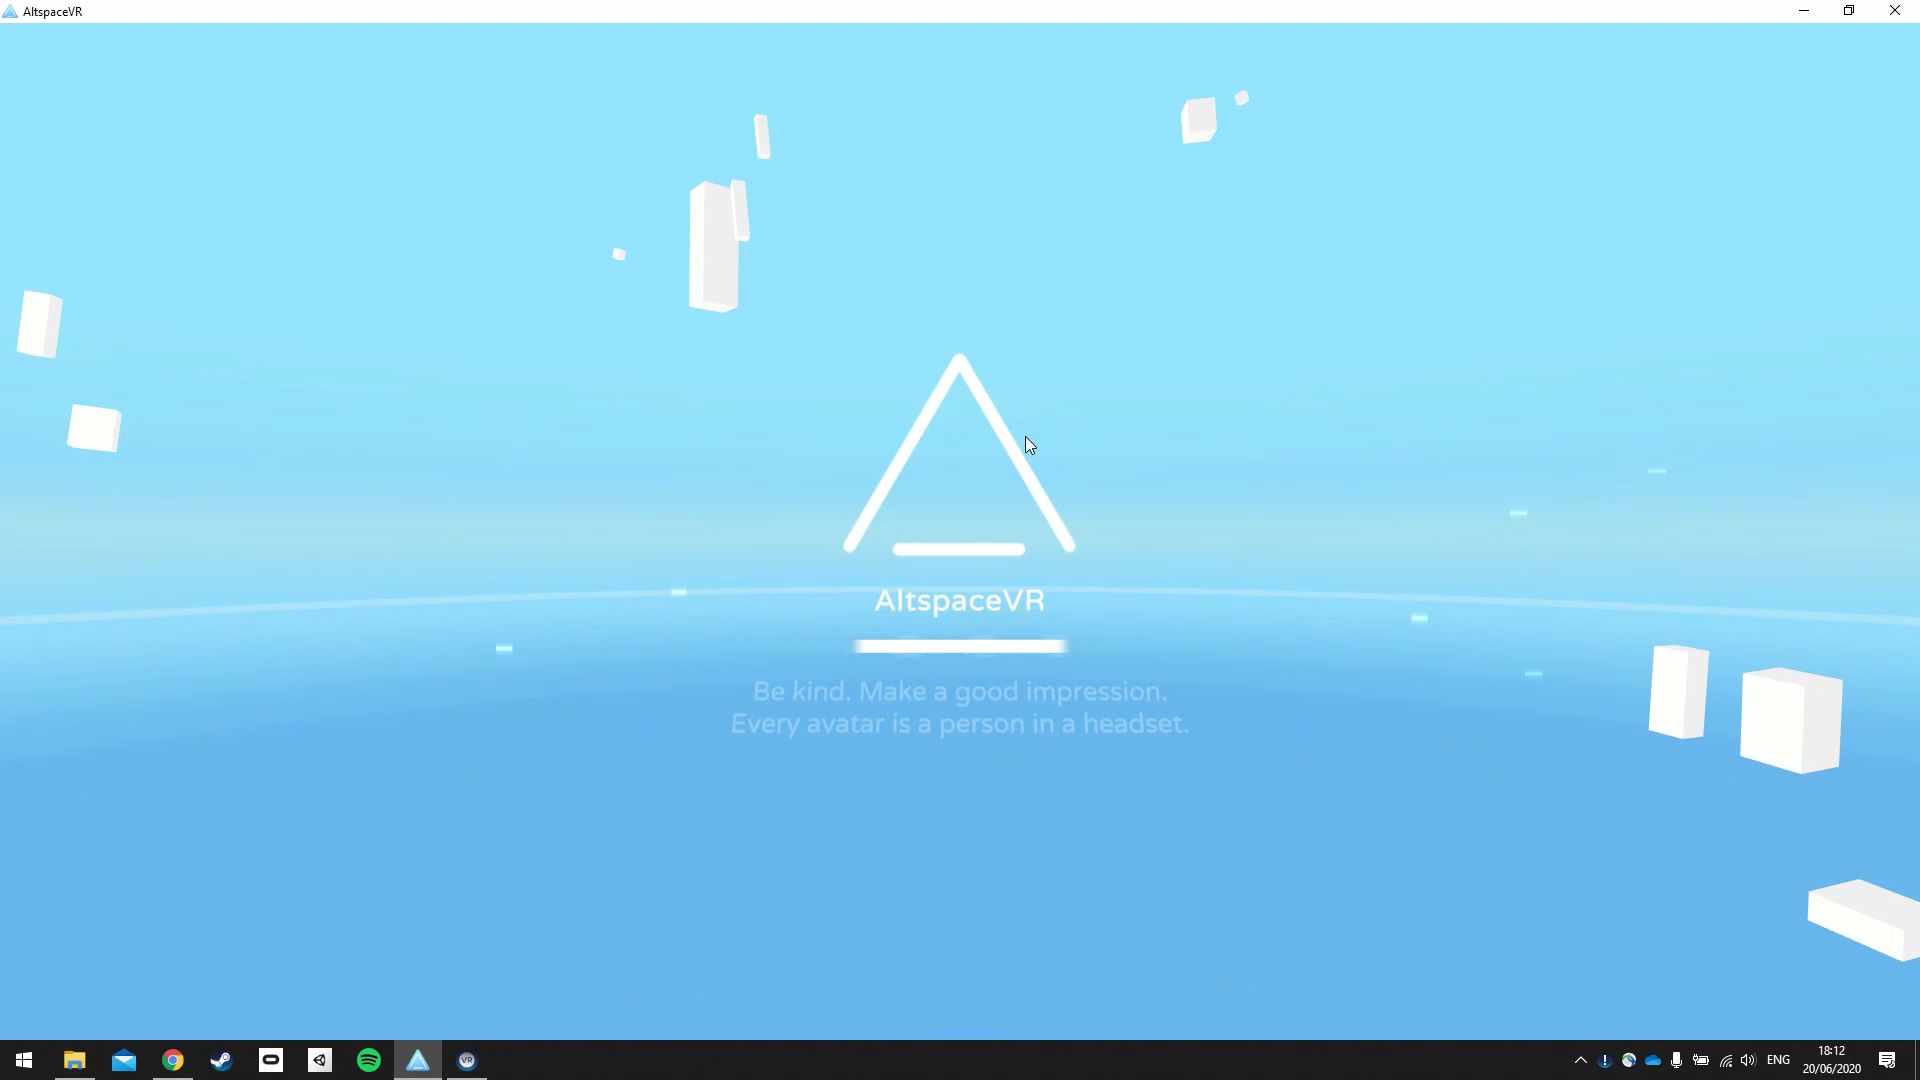 AltspaceVR
AltspaceVR
Be kind. Make a good impression.
Every avatar is a person in a headset.
VR
ENG
18:12
20/06/2020